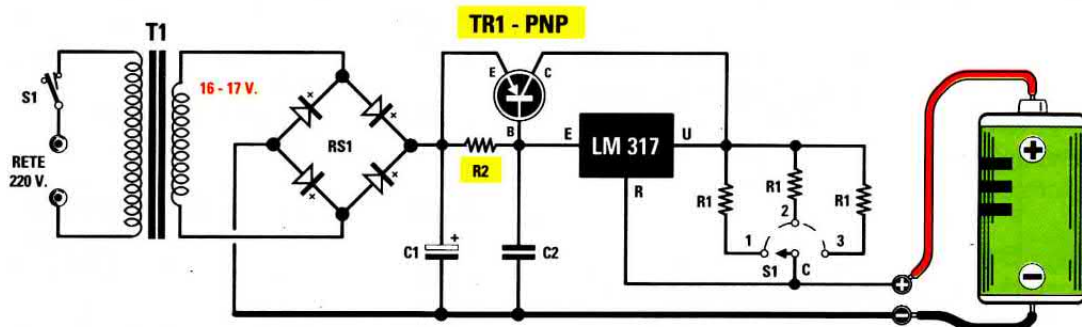 TR1 - PNP
T1
16 - 17 V.
S1
RETE
220 V.
RS1
E
C
B
R2
E
LM 317
U
R
R1
R1
R1
1
2
3
S1
C
C1
+
C2
+
−
+
−